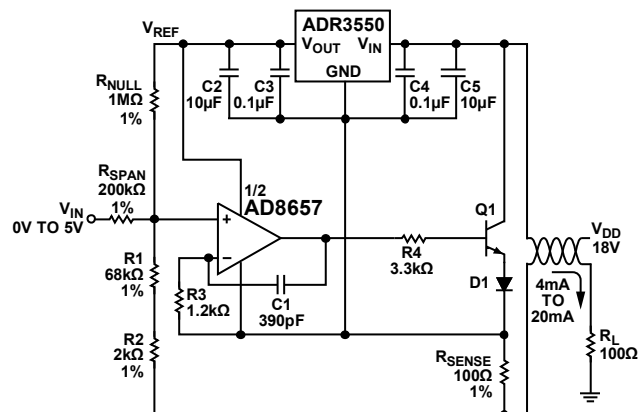 ADR3550
VREF
VOUT VIN
GND
RNULL
1MΩ
1%
C2
10µF
C3
0.1µF
C4
0.1µF
C5
10µF
RSPAN
200kΩ
1%
VIN
0V TO 5V
1/2
AD8657
+
–
Q1
VDD
18V
R4
3.3kΩ
D1
4mA
TO
20mA
R1
68kΩ
1%
R3
1.2kΩ
C1
390pF
R2
2kΩ
1%
RSENSE
100Ω
1%
RL
100Ω